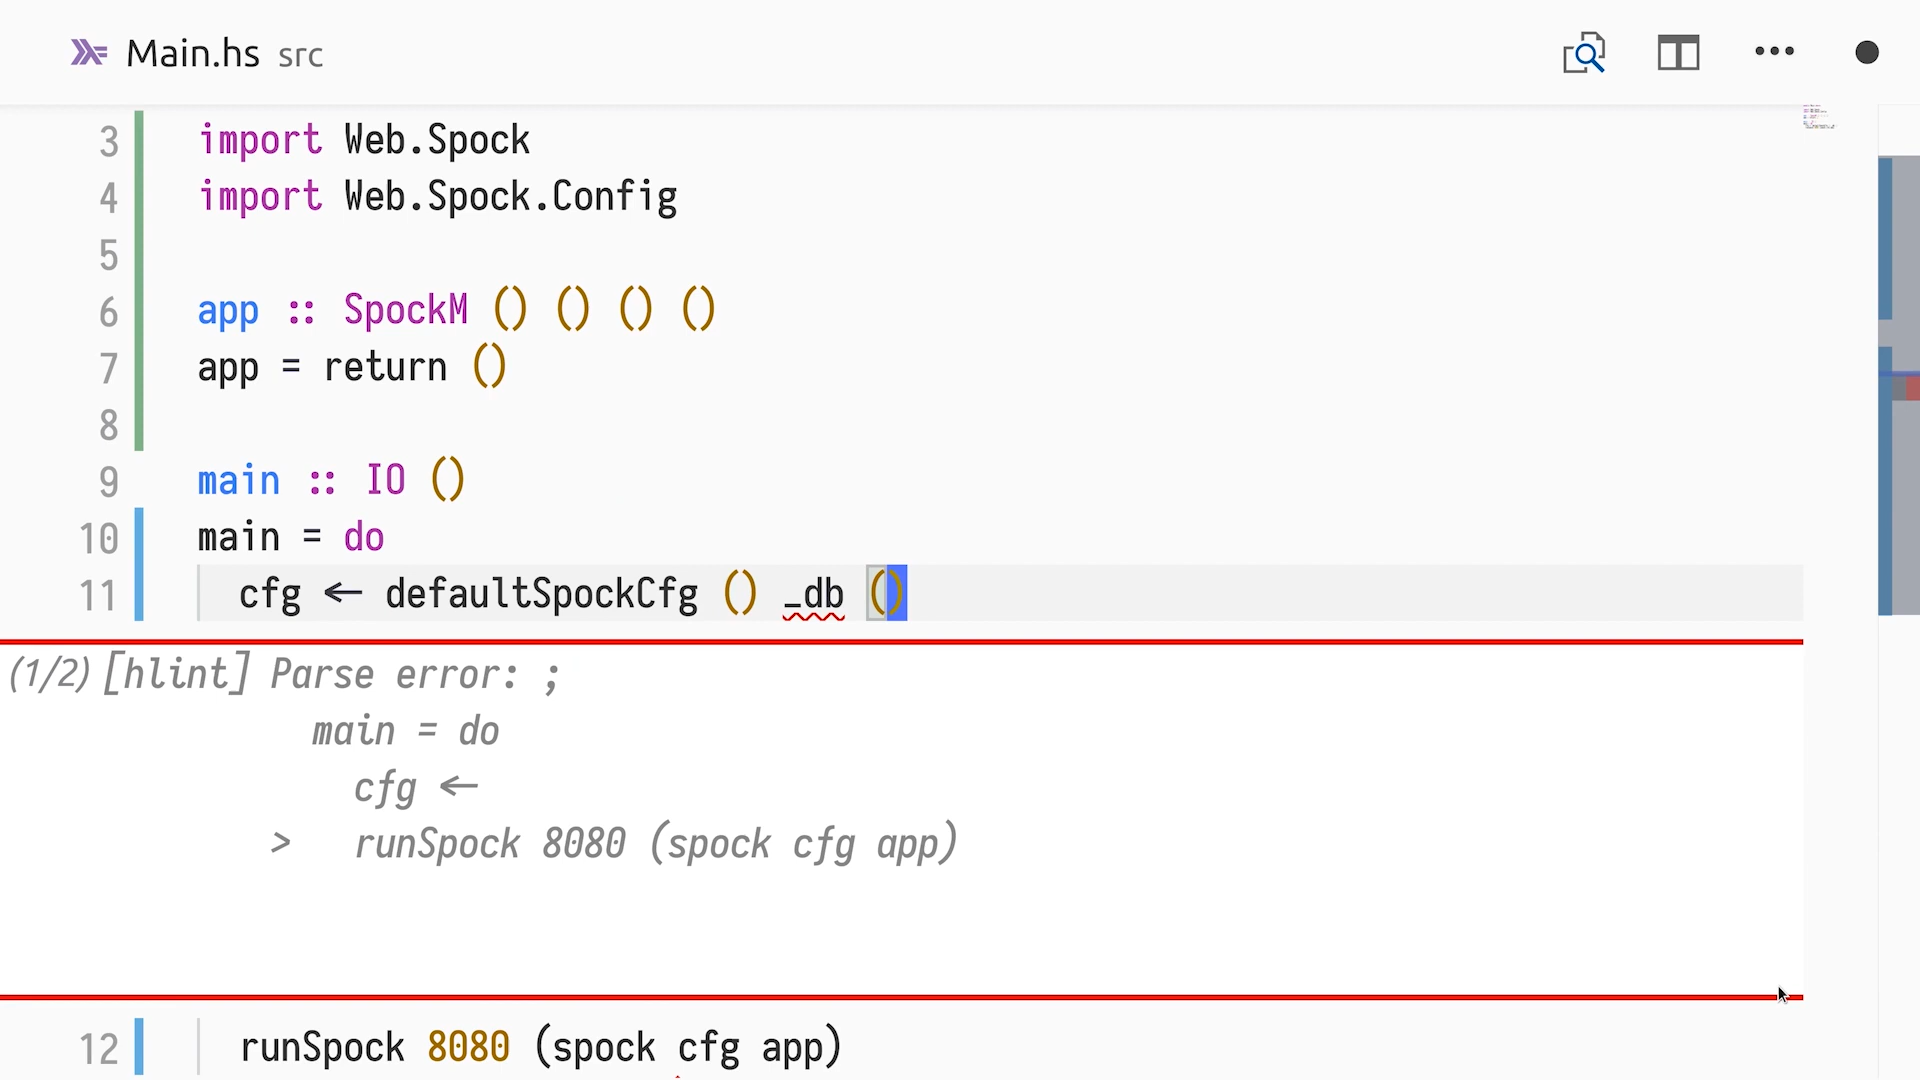 Main.hs src
3 import Web.Spock
4 import Web.Spock.Config
5
6 app :: SpockM () () () ()
7 app = return ()
8
9 main :: IO ()
10 main = do
11 cfg ← defaultSpockCfg () _db ()
(1/2) [hlint] Parse error: ;
main = do
cfg ←
> runSpock 8080 (spock cfg app)
12 runSpock 8080 (spock cfg app)